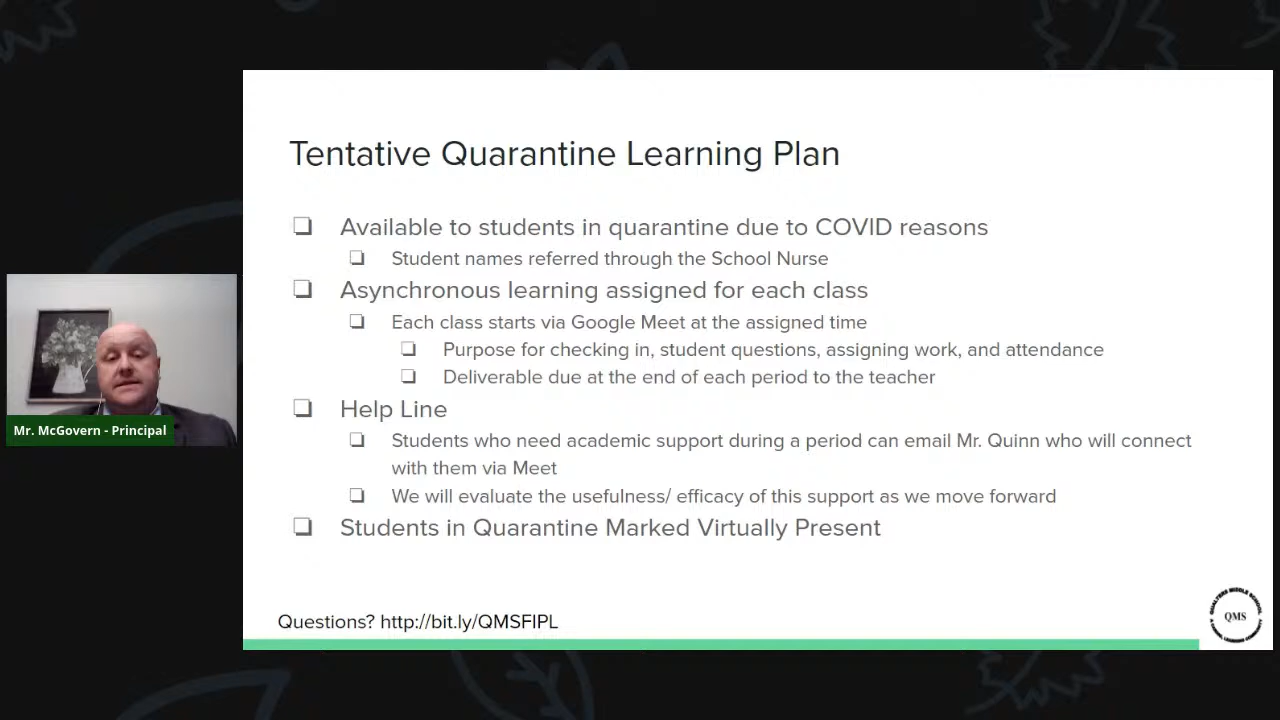 Tentative Quarantine Learning Plan
Available to students in quarantine due to COVID reasons
Student names referred through the School Nurse
Asynchronous learning assigned for each class
Each class starts via Google Meet at the assigned time
Purpose for checking in, student questions, assigning work, and attendance
Deliverable due at the end of each period to the teacher
Help Line
Students who need academic support during a period can email Mr. Quinn who will connect
with them via Meet
We will evaluate the usefulness/ efficacy of this support as we move forward
Students in Quarantine Marked Virtually Present
Mr. McGovern - Principal
Questions? http://bit.ly/QMSFIPL
QMS